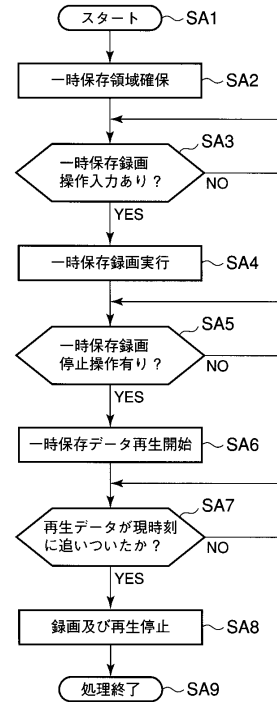 スタート SA1
一時保存領域確保 SA2
SA3
一時保存録画
操作入力あり？
NO
YES
一時保存録画実行 SA4
SA5
一時保存録画
停止操作有り？
NO
YES
一時保存データ再生開始 SA6
SA7
再生データが現時刻
に追いついたか？
NO
YES
録画及び再生停止 SA8
処理終了 SA9